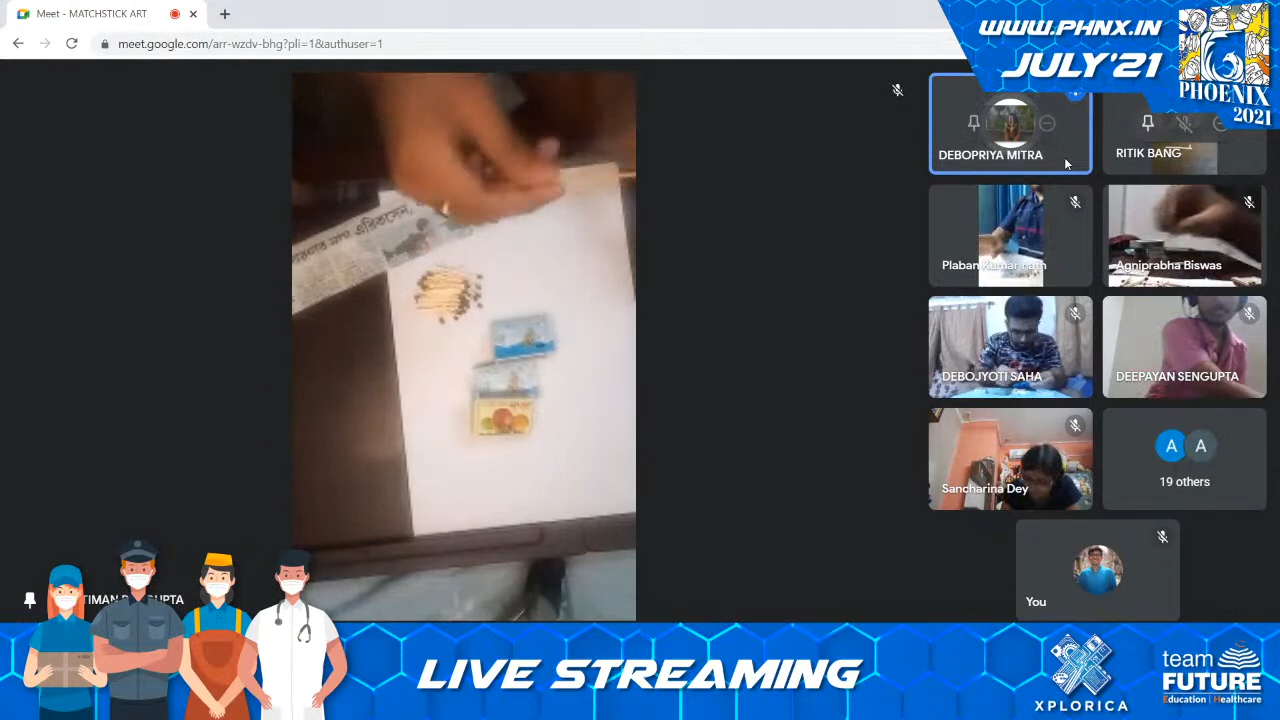 Meet - MATCHSTICK ART
meet.google.com/arr-wzdv-bhg?pli=1&authuser=1
WWW.PHNX.IN
JULY'21
PHOENIX
2021
DEBOPRIYA MITRA
RITIK BANG
Plaban Kumar nath
Agniprabha Biswas
DEBOJYOTI SAHA
DEEPAYAN SENGUPTA
Sancharina Dey
A A
19 others
You
LIVE STREAMING
XPLORICA
team
FUTURE
Education | Healthcare